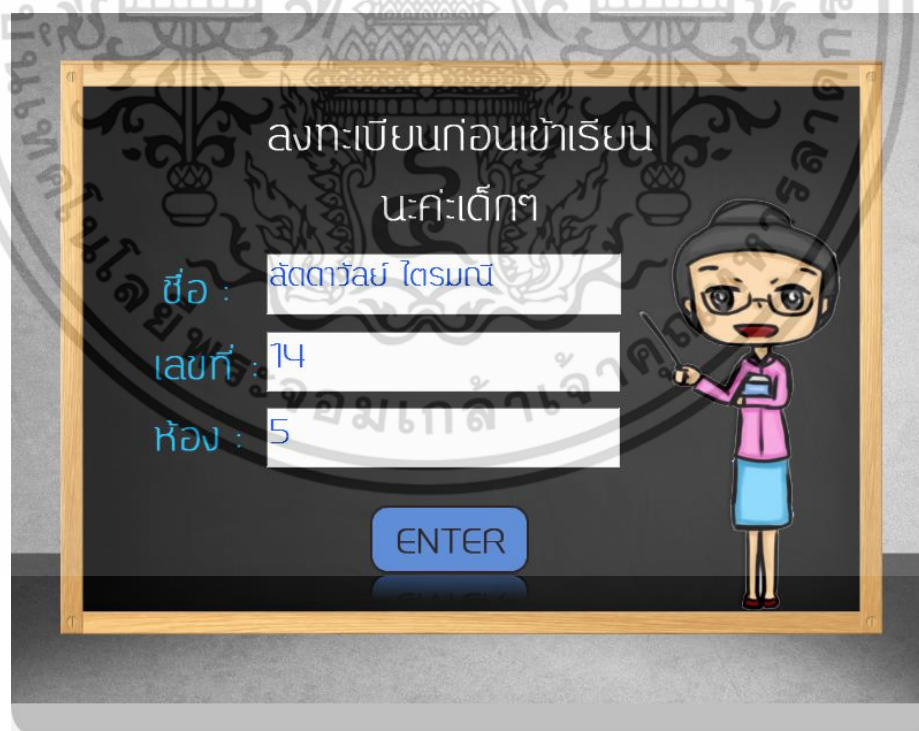 ลงทะเบียนก่อนเข้าเรียน
นะค่ะเด็กๆ
ชื่อ : ลัดดาวัลย์ ไตรมณี
เลขที่ : 14
ห้อง : 5
ENTER